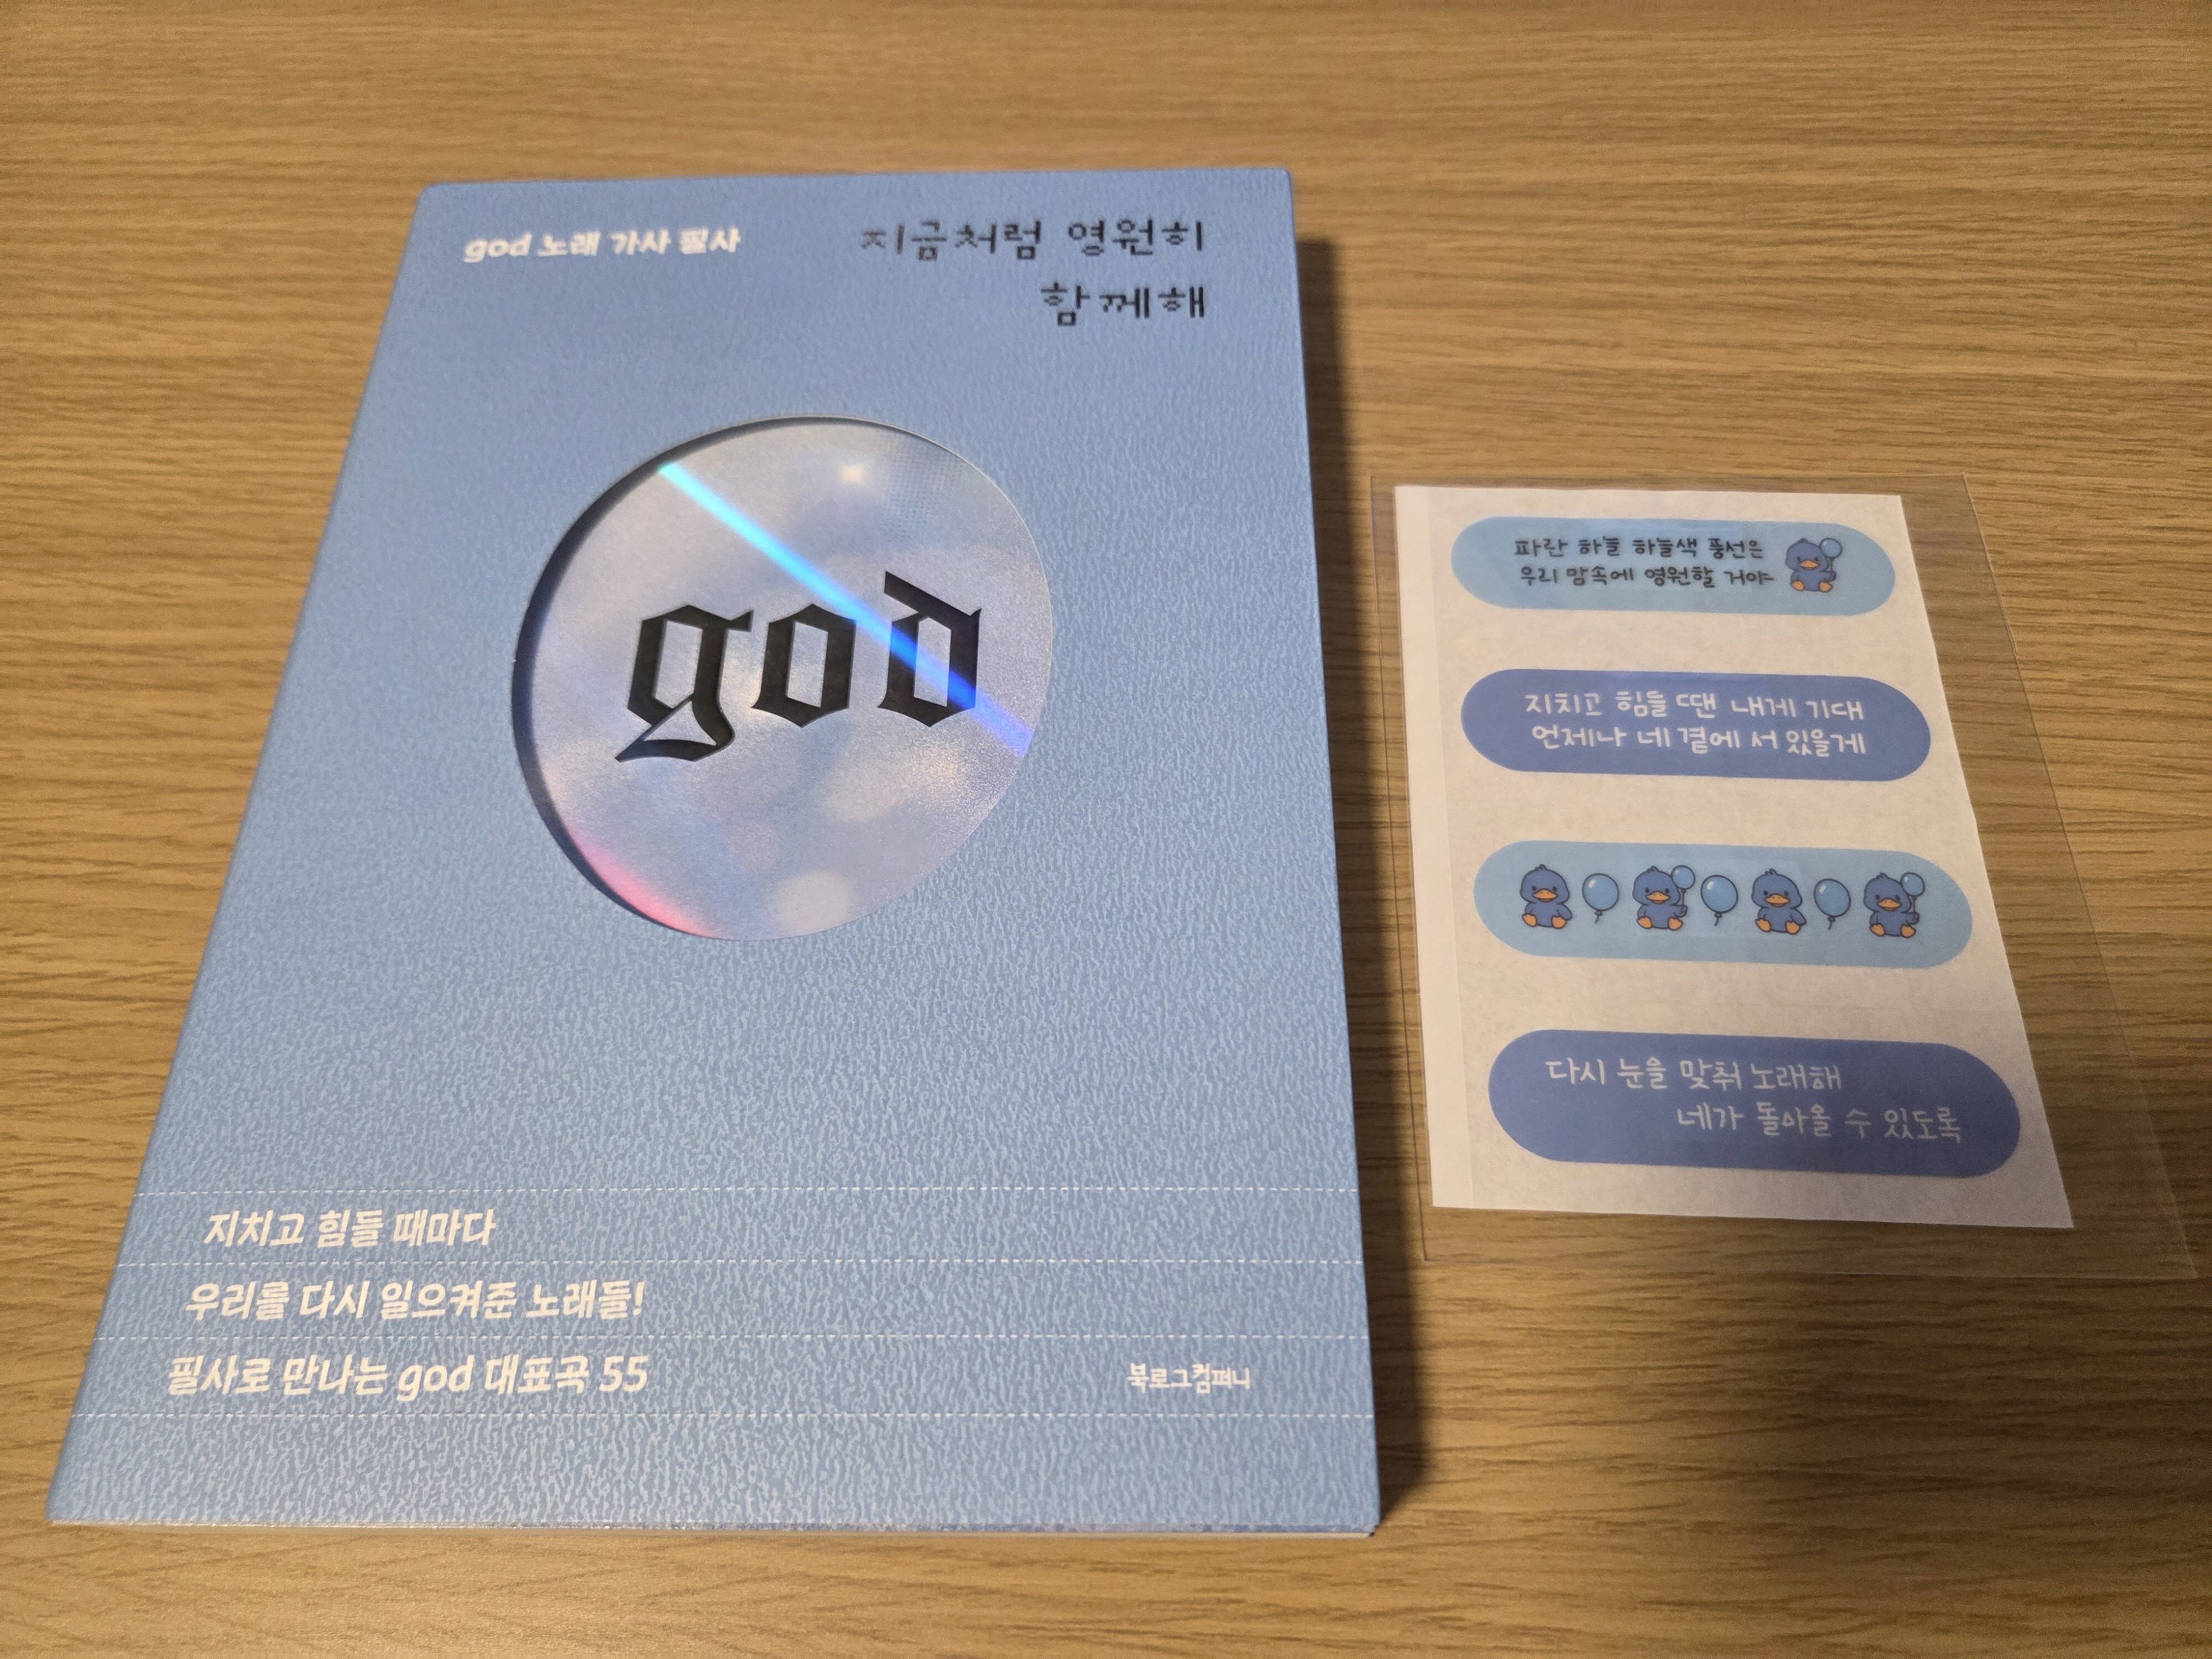 god 노래 가사 필사
지금처럼 영원히
함께해
god
지치고 힘들 때마다
우리를 다시 일으켜준 노래들!
필사로 만나는 god 대표곡 55
북로그컴퍼니
파란 하늘 하늘색 풍선은
우리 맘속에 영원할 거야
지치고 힘들 땐 내게 기대
언제나 네 곁에 서 있을게
다시 눈을 맞춰 노래해
네가 돌아올 수 있도록